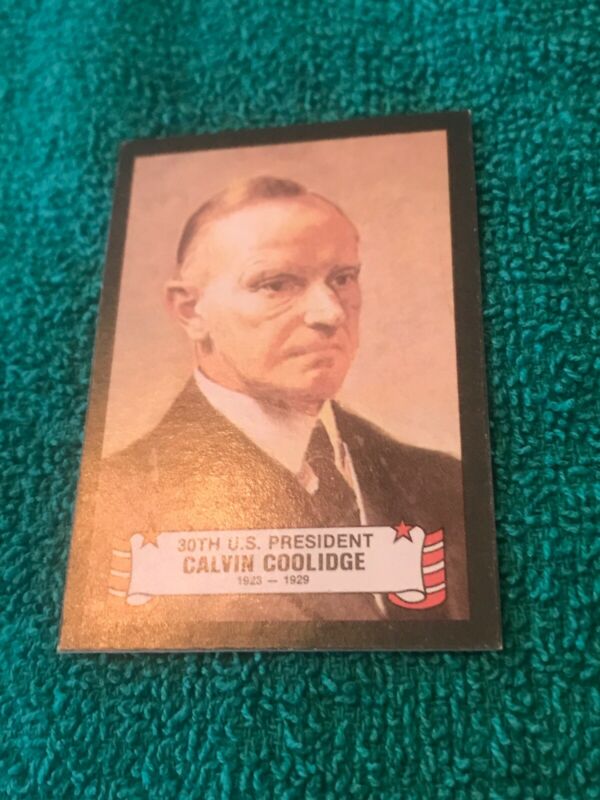 30TH U.S. PRESIDENT
CALVIN COOLIDGE
1923 — 1929